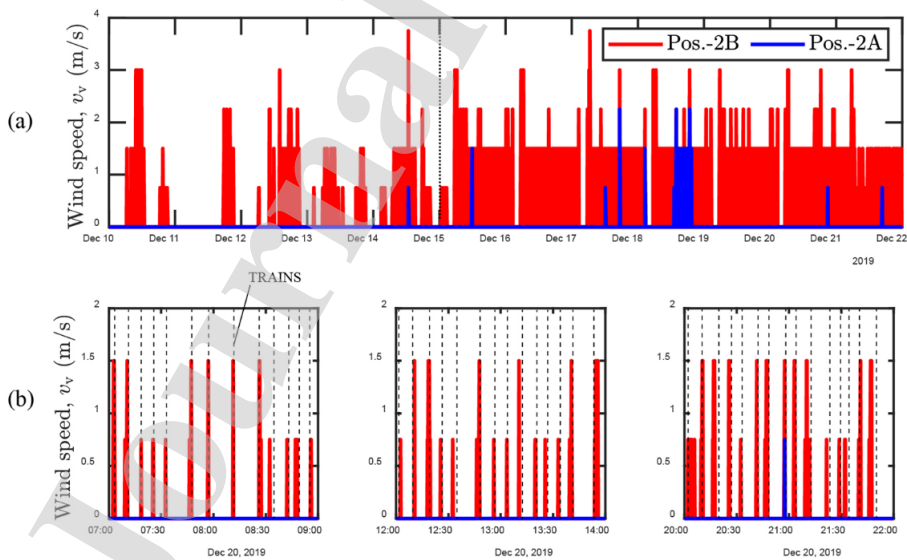 (a)
Wind speed, vᵥ (m/s)
4
3
2
1
0
Pos.-2B Pos.-2A
Dec 10 Dec 11 Dec 12 Dec 13 Dec 14 Dec 15 Dec 16 Dec 17 Dec 18 Dec 19 Dec 20 Dec 21 Dec 22
2019
Journal
TRAINS
(b)
Wind speed, vᵥ (m/s)
2
1.5
1
0.5
0
07:00 07:30 08:00 08:30 09:00
Dec 20, 2019
2
1.5
1
0.5
0
12:00 12:30 13:00 13:30 14:00
Dec 20, 2019
2
1.5
1
0.5
0
20:00 20:30 21:00 21:30 22:00
Dec 20, 2019